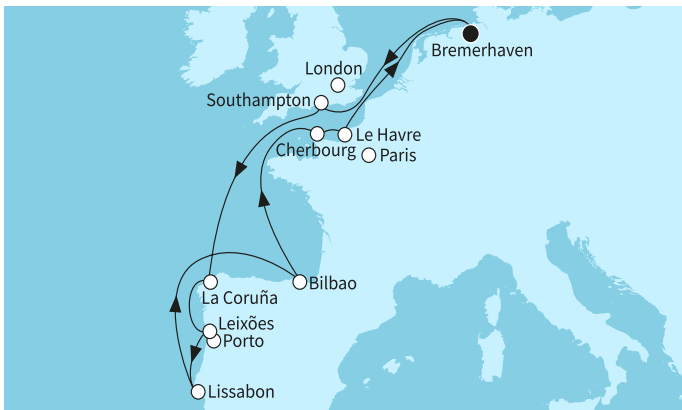 Bremerhaven
London
Southampton
Le Havre
Cherbourg
Paris
Bilbao
La Coruña
Leixões
Porto
Lissabon